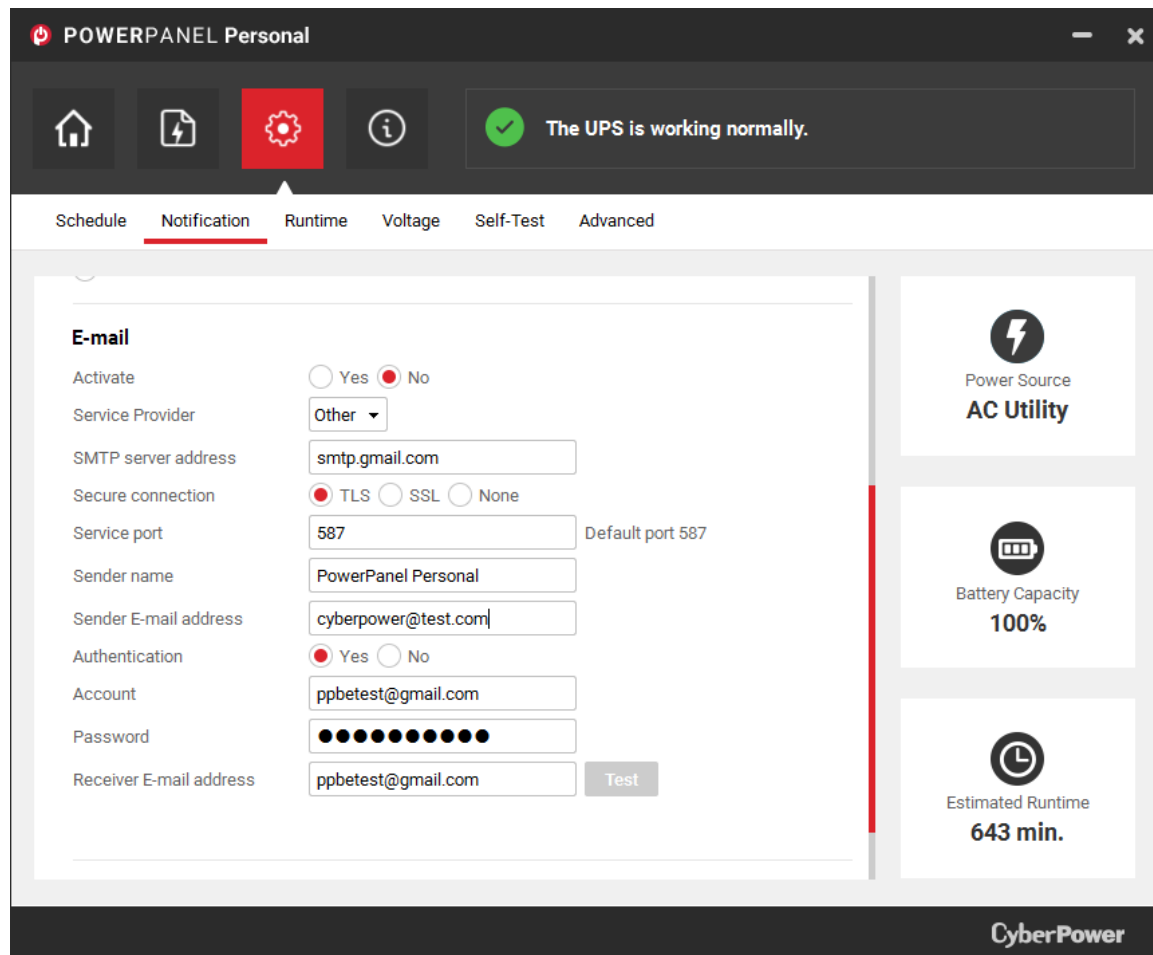 POWERPANEL Personal
The UPS is working normally.
Schedule Notification Runtime Voltage Self-Test Advanced
E-mail
Activate Yes No
Service Provider Other
SMTP server address smtp.gmail.com
Secure connection TLS SSL None
Service port 587 Default port 587
Sender name PowerPanel Personal
Sender E-mail address cyberpower@test.com
Authentication Yes No
Account ppbetest@gmail.com
Password ●●●●●●●●●●
Receiver E-mail address ppbetest@gmail.com Test
Power Source
AC Utility
Battery Capacity
100%
Estimated Runtime
643 min.
CyberPower